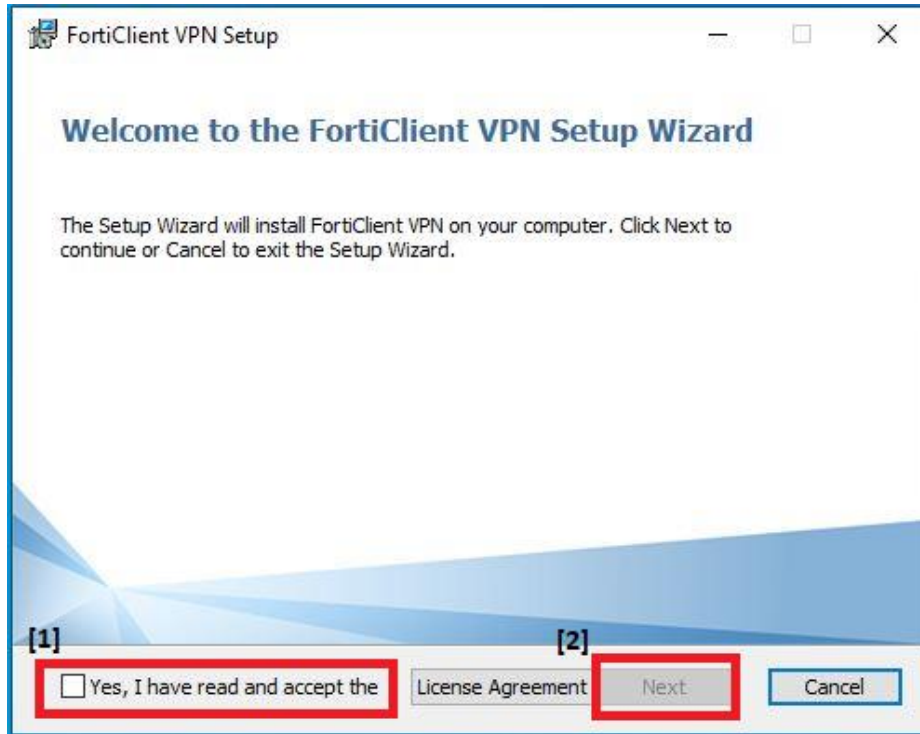 FortiClient VPN Setup
Welcome to the FortiClient VPN Setup Wizard
The Setup Wizard will install FortiClient VPN on your computer. Click Next to
continue or Cancel to exit the Setup Wizard.
[1]
[2]
Yes, I have read and accept the
License Agreement
Next
Cancel